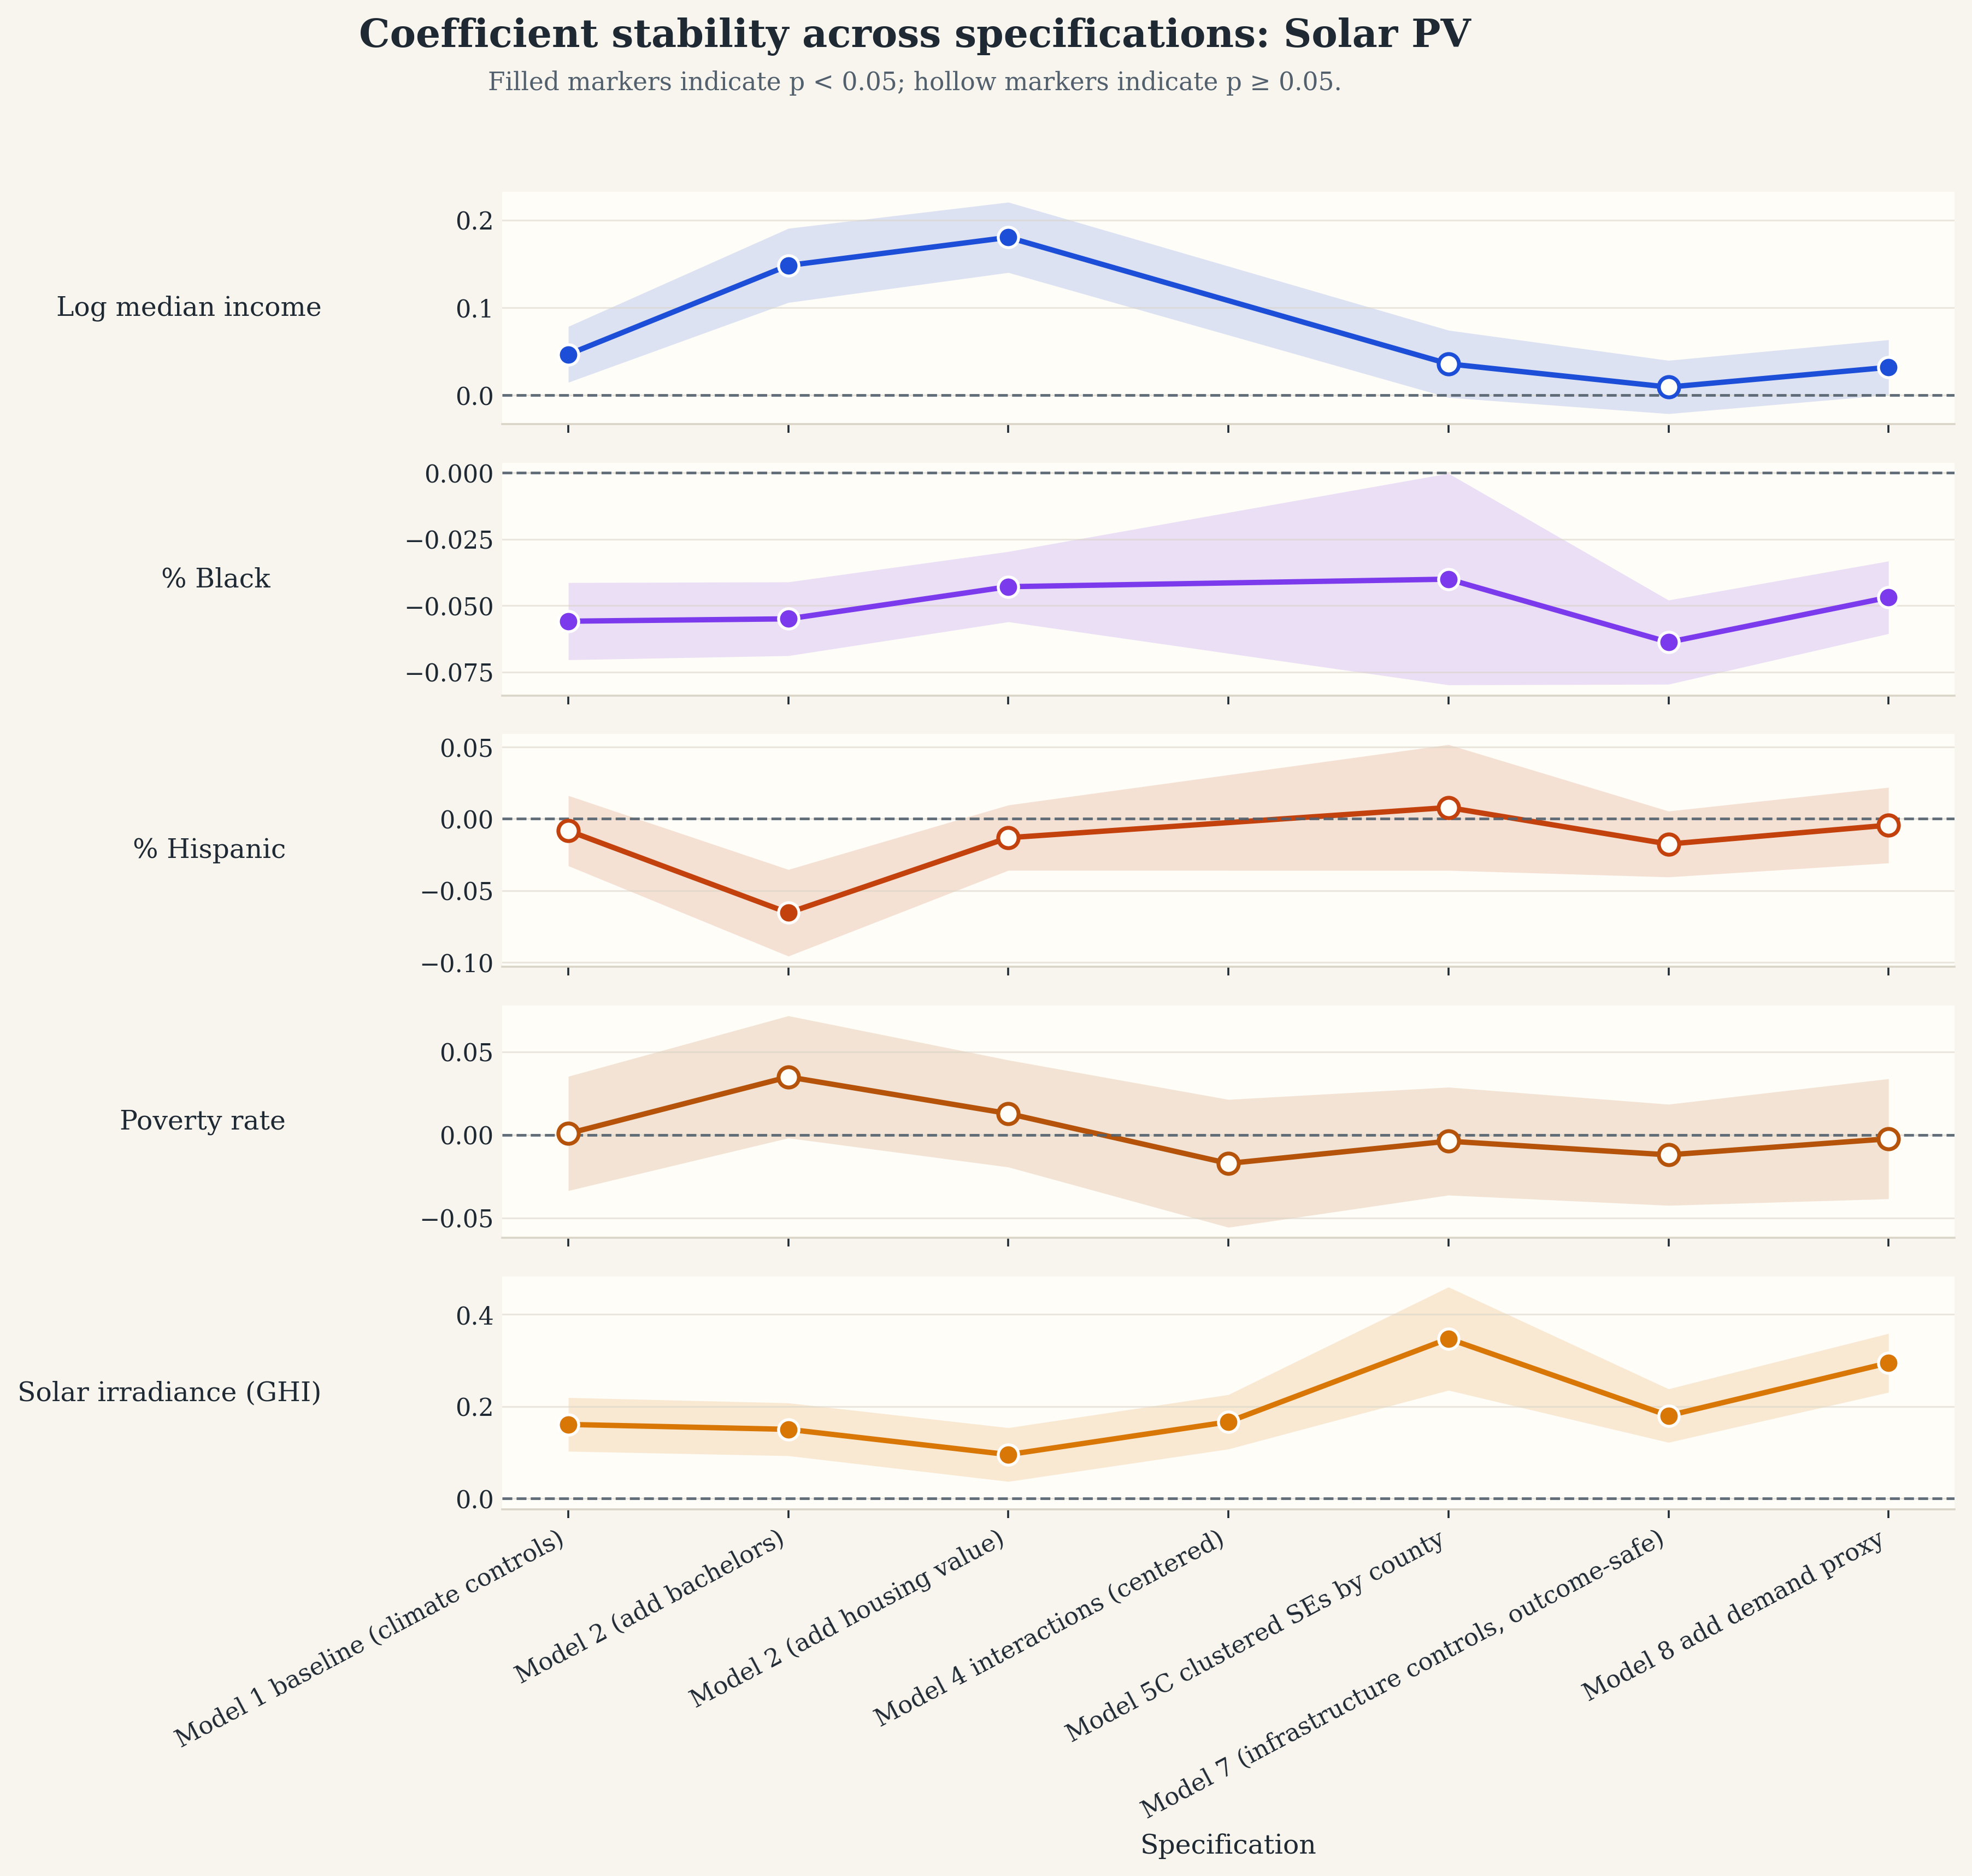 Coefficient stability across specifications: Solar PV
Filled markers indicate p < 0.05; hollow markers indicate p ≥ 0.05.
Log median income
0.2
0.1
0.0
% Black
0.000
−0.025
−0.050
−0.075
% Hispanic
0.05
0.00
−0.05
−0.10
Poverty rate
0.05
0.00
−0.05
Solar irradiance (GHI)
0.4
0.2
0.0
Model 1 baseline (climate controls)
Model 2 (add bachelors)
Model 2 (add housing value)
Model 4 interactions (centered)
Model 5C clustered SEs by county
Model 7 (infrastructure controls, outcome-safe)
Model 8 add demand proxy
Specification